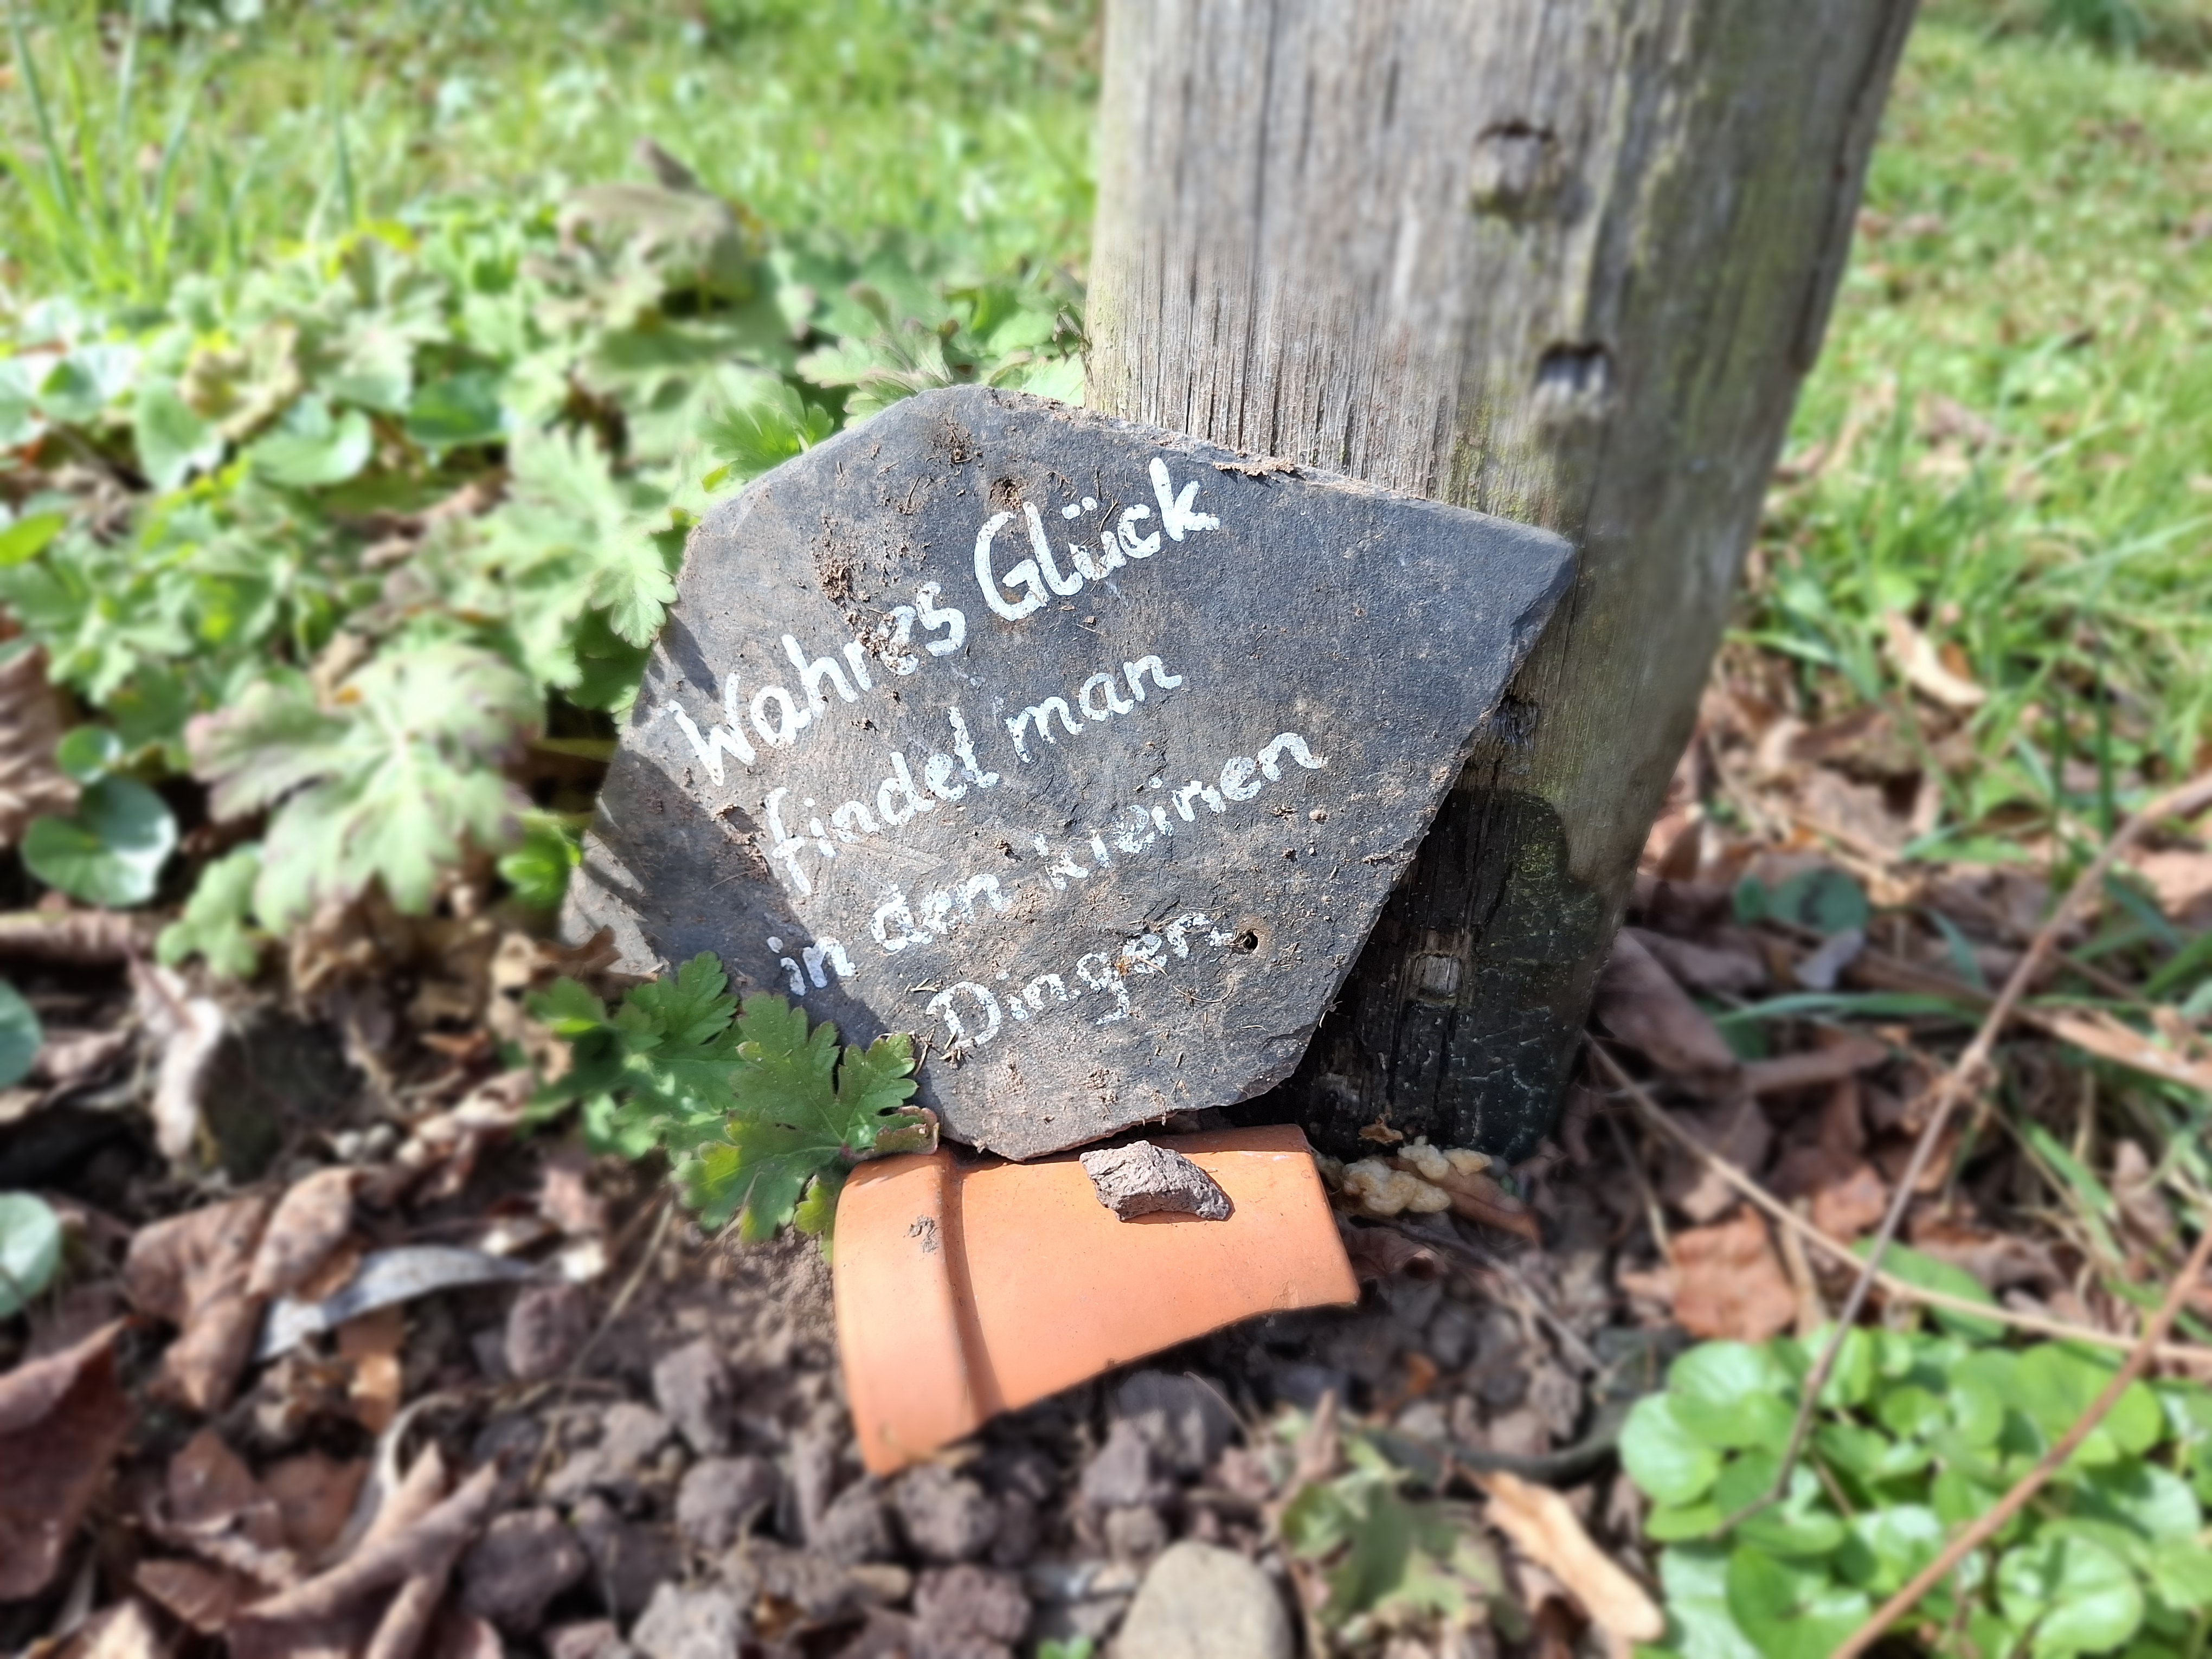 Wahres Glück
findet man
in den kleinen
Dingen